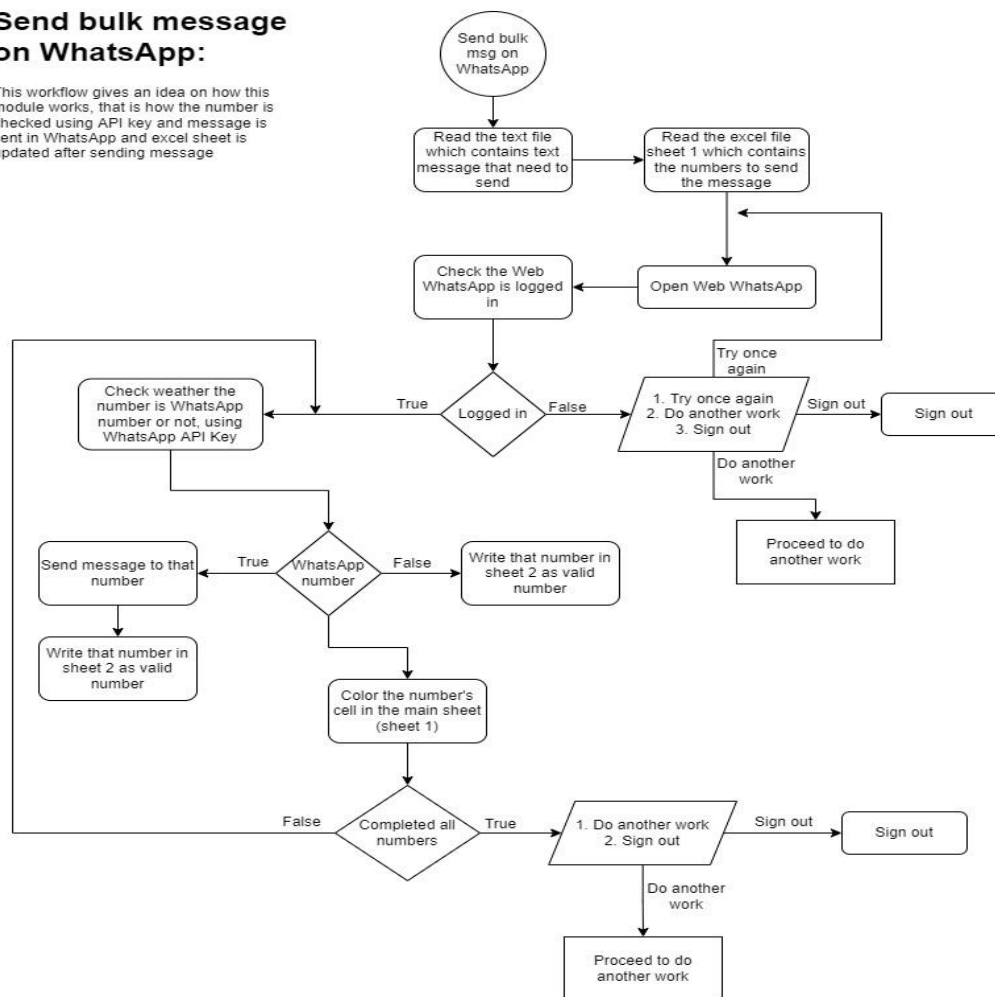 Send bulk message
on WhatsApp:
This workflow gives an idea on how this
module works, that is how the number is
checked using API key and message is
sent in WhatsApp and excel sheet is
updated after sending message
Send bulk
msg on
WhatsApp
Read the text file
which contains text
message that need to
send
Read the excel file
sheet 1 which contains
the numbers to send
the message
Check the Web
WhatsApp is logged
in
Open Web WhatsApp
Try once
again
Check weather the
number is WhatsApp
number or not, using
WhatsApp API Key
True
Logged in
False
1. Try once again
2. Do another work
3. Sign out
Sign out
Sign out
Do another
work
Proceed to do
another work
Send message to that
number
True
WhatsApp
number
False
Write that number in
sheet 2 as valid
number
Write that number in
sheet 2 as valid
number
Color the number's
cell in the main sheet
(sheet 1)
False
Completed all
numbers
True
1. Do another work
2. Sign out
Sign out
Sign out
Do another
work
Proceed to do
another work